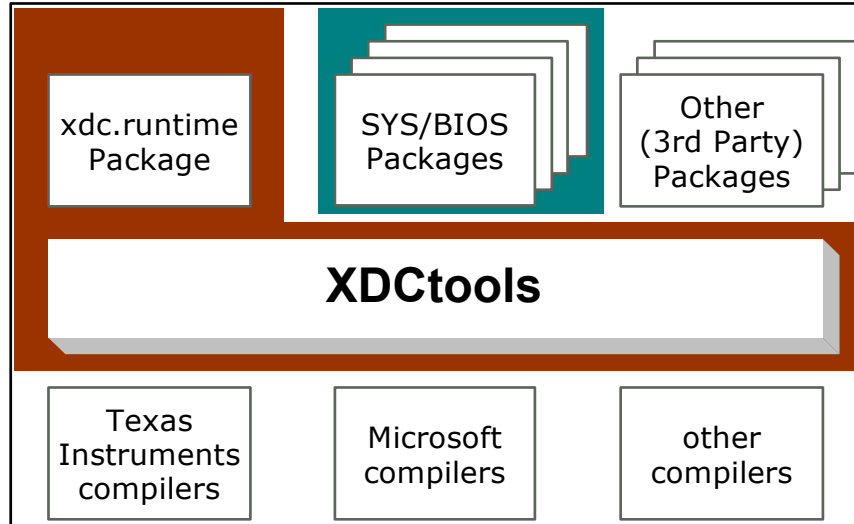 xdc.runtime
Package
SYS/BIOS
Packages
Other
(3rd Party)
Packages
XDCtools
Texas
Instruments
compilers
Microsoft
compilers
other
compilers